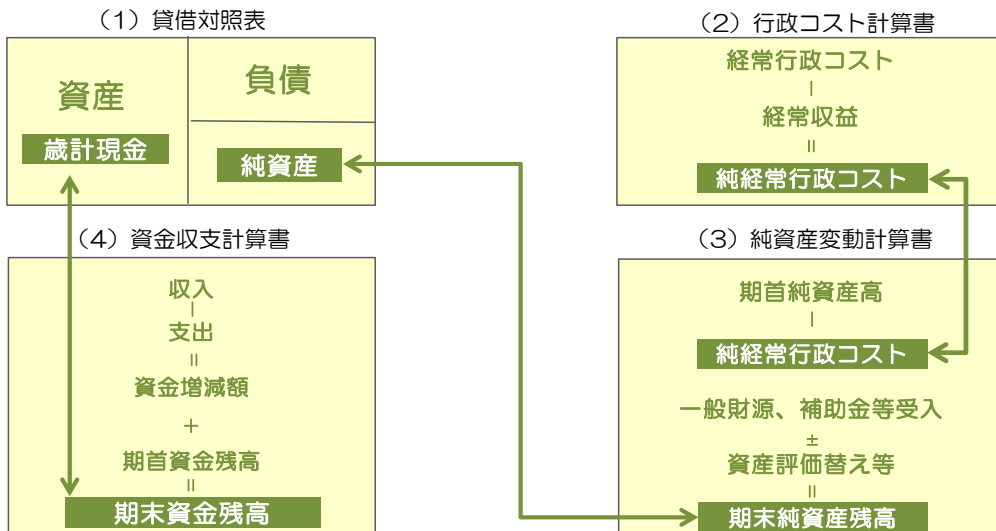 （1）貸借対照表
資産
負債
歳計現金
純資産
（2）行政コスト計算書
経常行政コスト
－
経常収益
＝
純経常行政コスト
（4）資金収支計算書
収入
－
支出
＝
資金増減額
＋
期首資金残高
＝
期末資金残高
（3）純資産変動計算書
期首純資産高
－
純経常行政コスト
一般財源、補助金等受入
±
資産評価替え等
＝
期末純資産残高